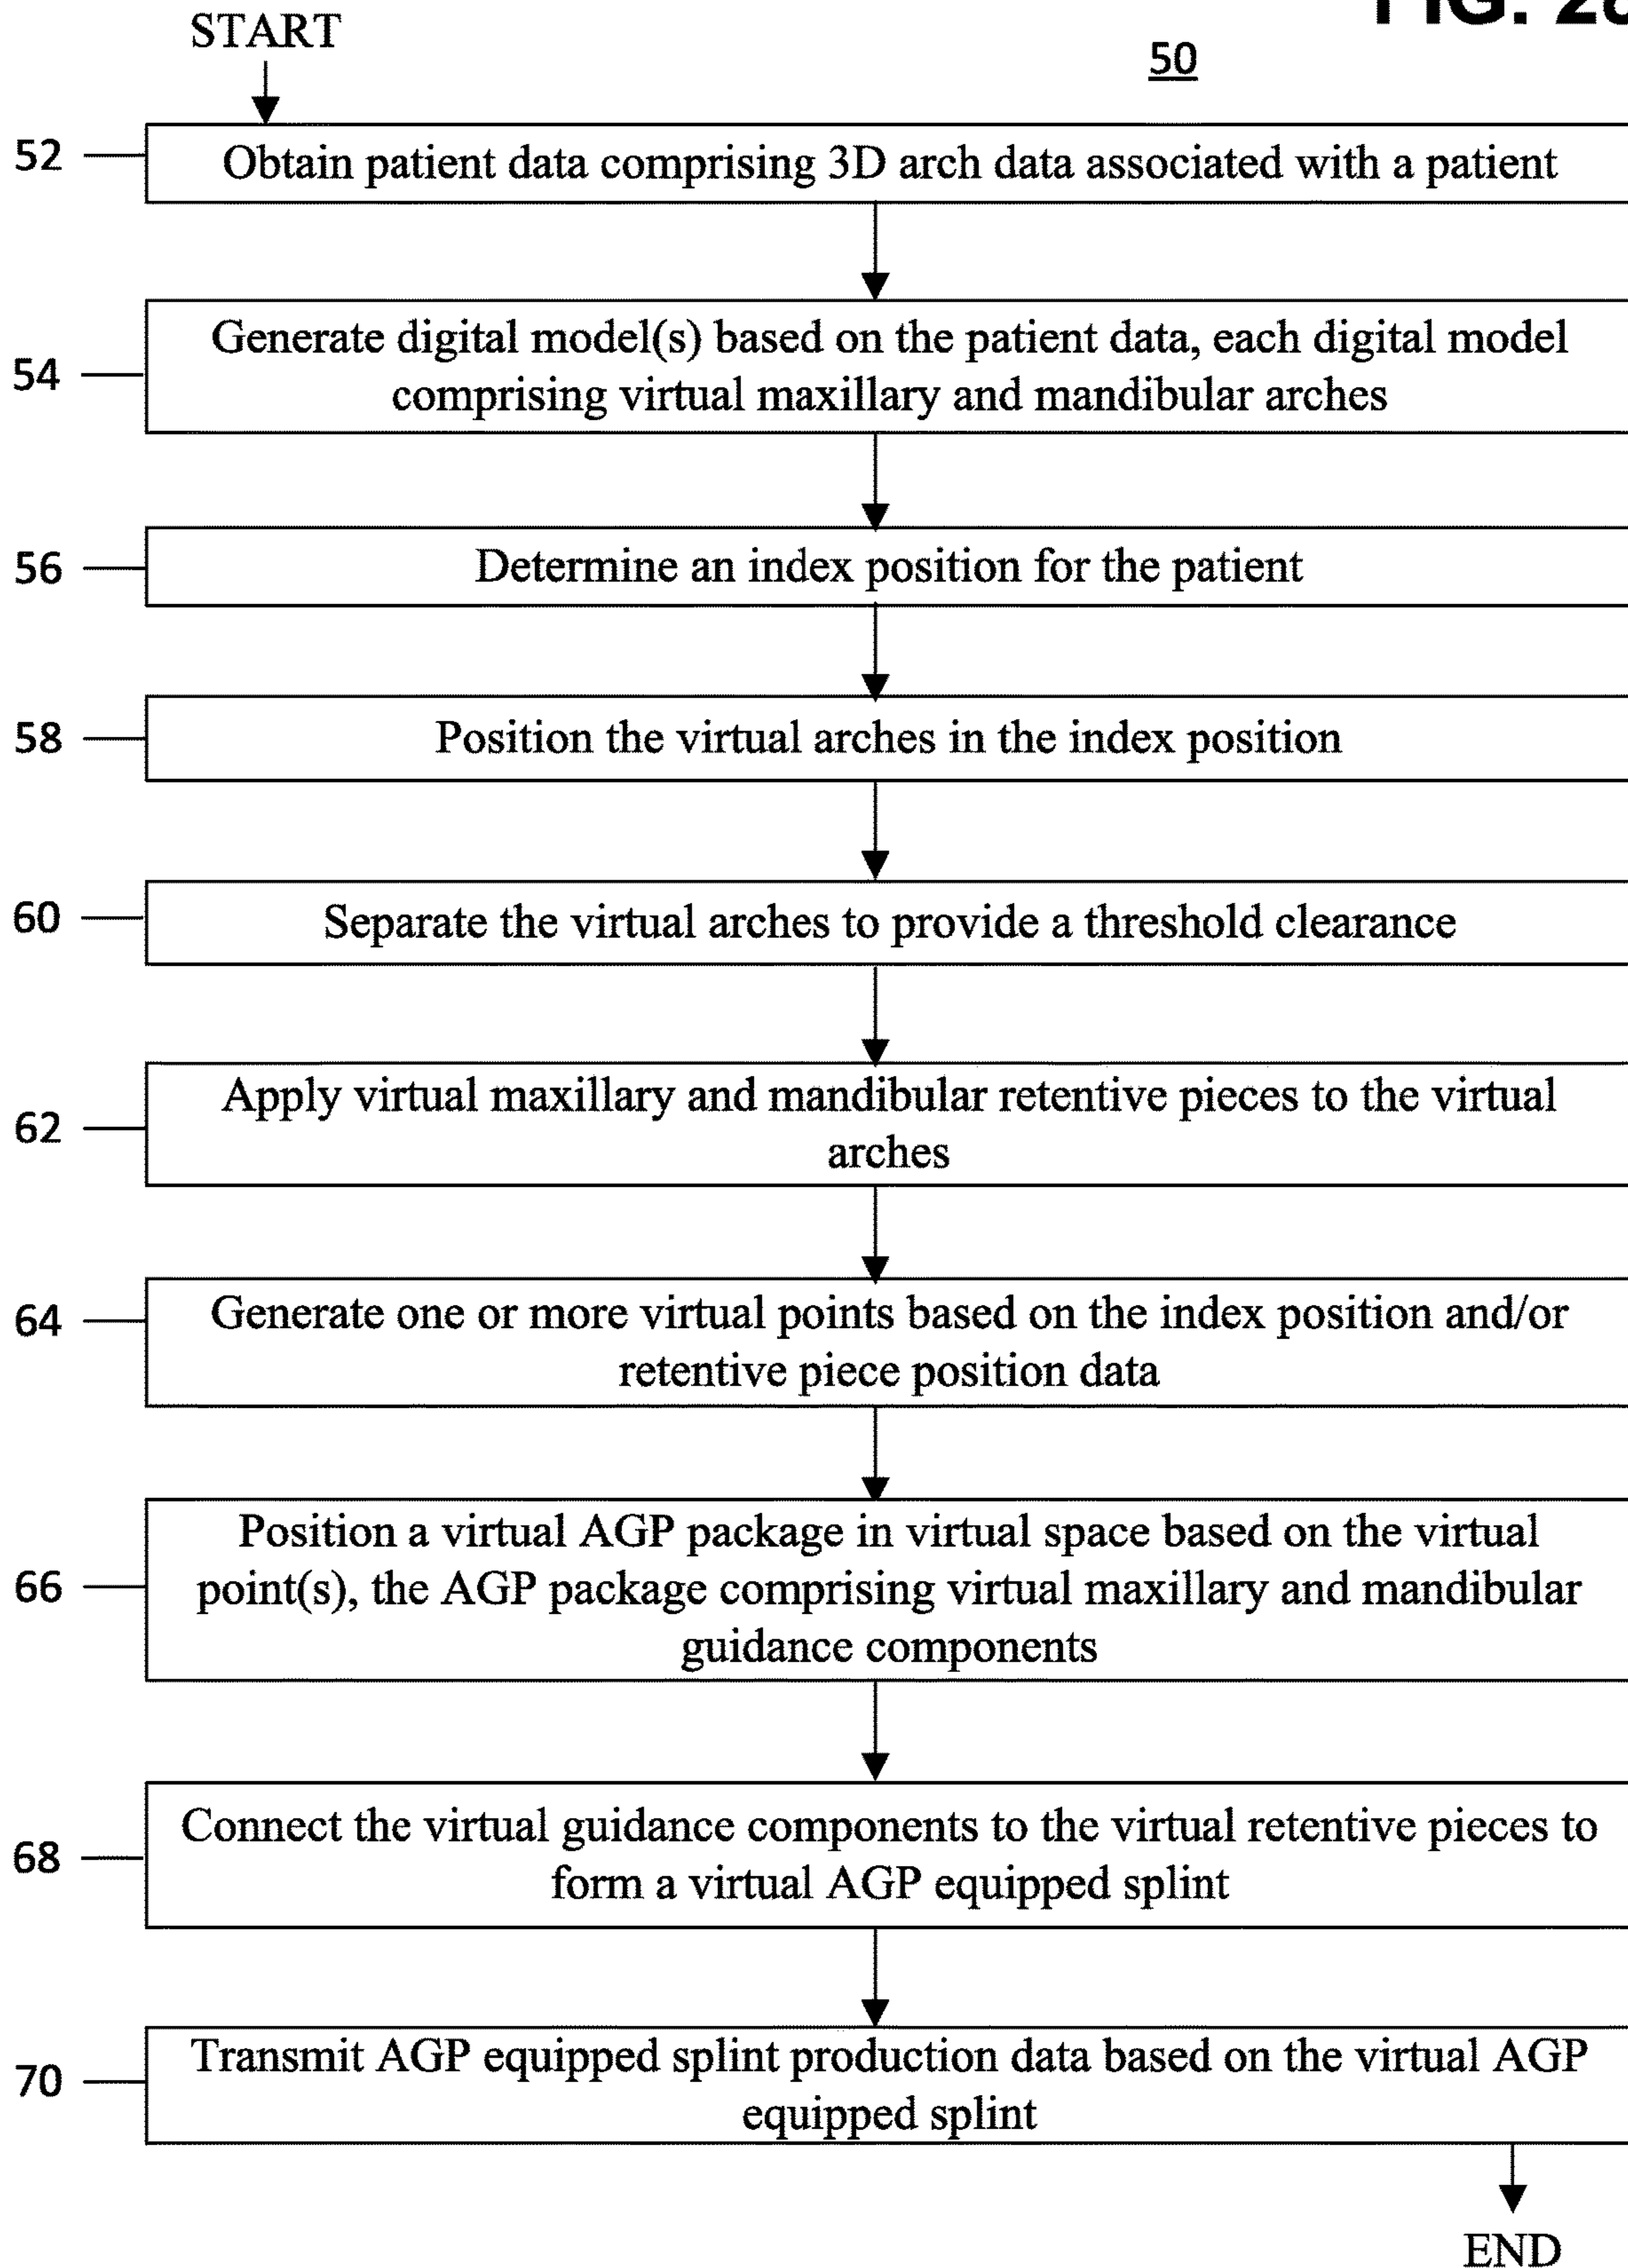 FIG. 2a
START
50
52
Obtain patient data comprising 3D arch data associated with a patient
54
Generate digital model(s) based on the patient data, each digital model
comprising virtual maxillary and mandibular arches
56
Determine an index position for the patient
58
Position the virtual arches in the index position
60
Separate the virtual arches to provide a threshold clearance
62
Apply virtual maxillary and mandibular retentive pieces to the virtual
arches
64
Generate one or more virtual points based on the index position and/or
retentive piece position data
66
Position a virtual AGP package in virtual space based on the virtual
point(s), the AGP package comprising virtual maxillary and mandibular
guidance components
68
Connect the virtual guidance components to the virtual retentive pieces to
form a virtual AGP equipped splint
70
Transmit AGP equipped splint production data based on the virtual AGP
equipped splint
END